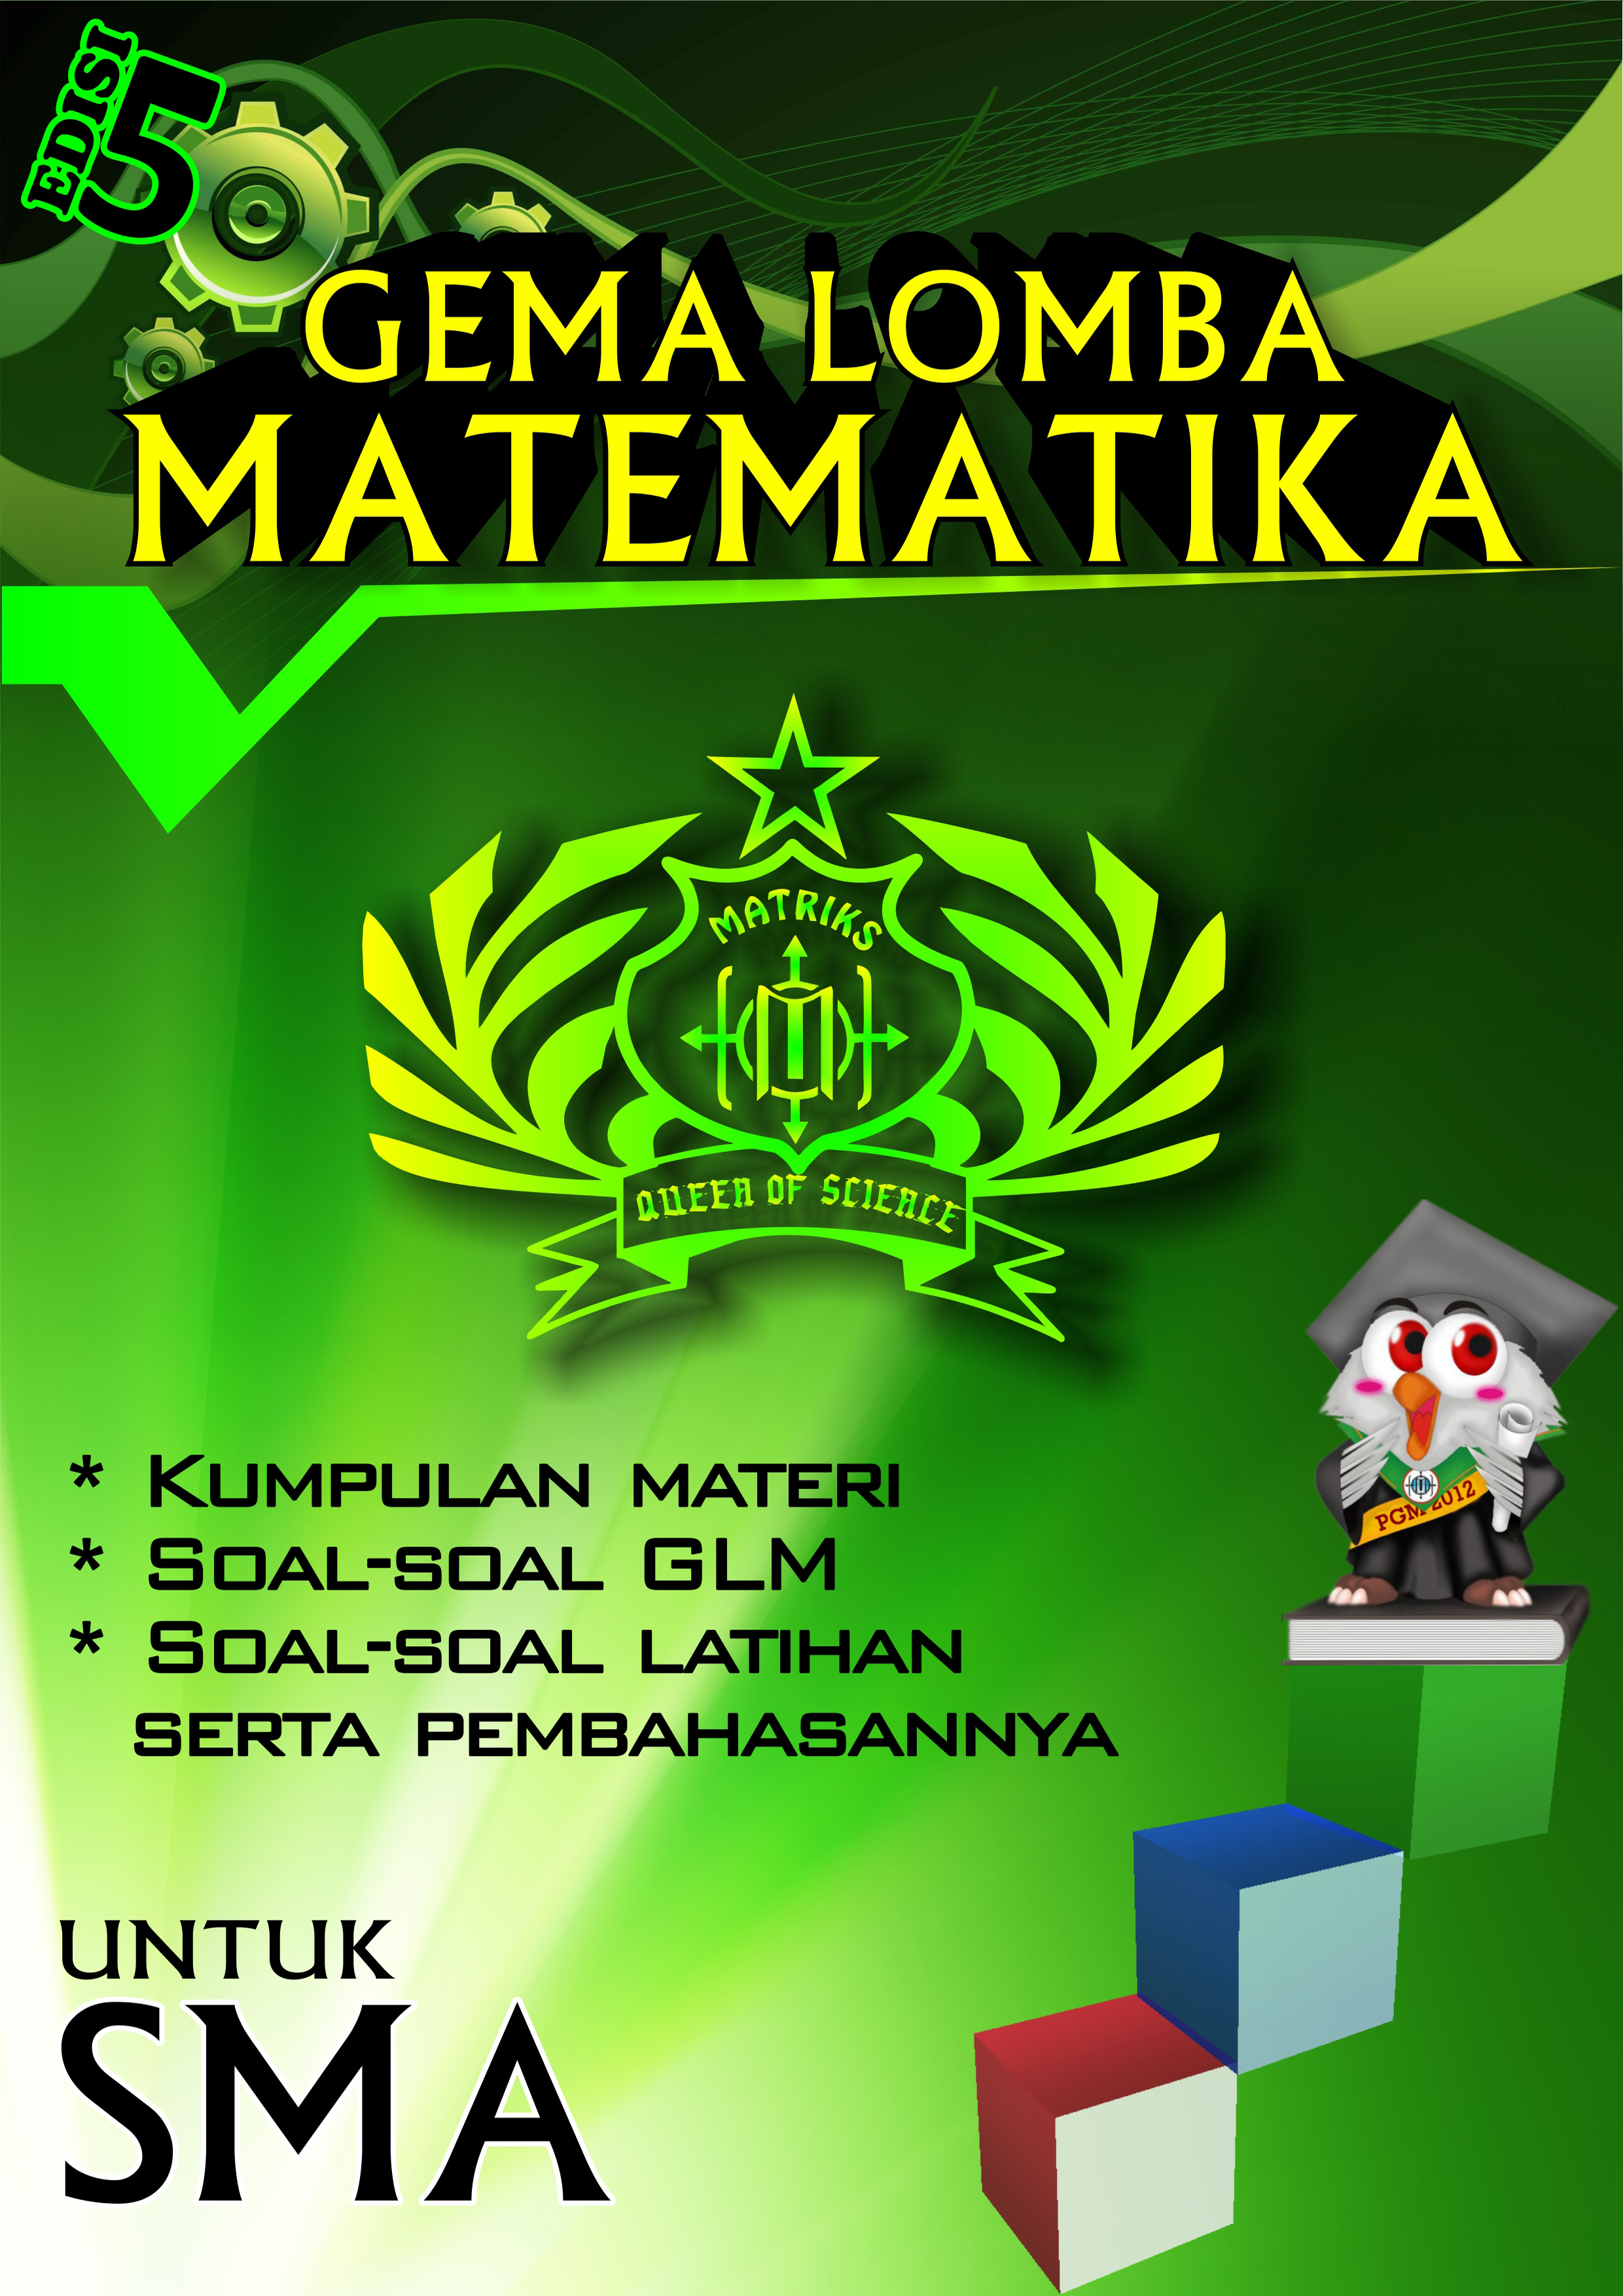 EDISI
5
GEMA LOMBA
MATEMATIKA
MATRIKS
QUEEN OF SCIENCE
PGM 2012
* KUMPULAN MATERI
* SOAL-SOAL GLM
* SOAL-SOAL LATIHAN
SERTA PEMBAHASANNYA
UNTUK
SMA